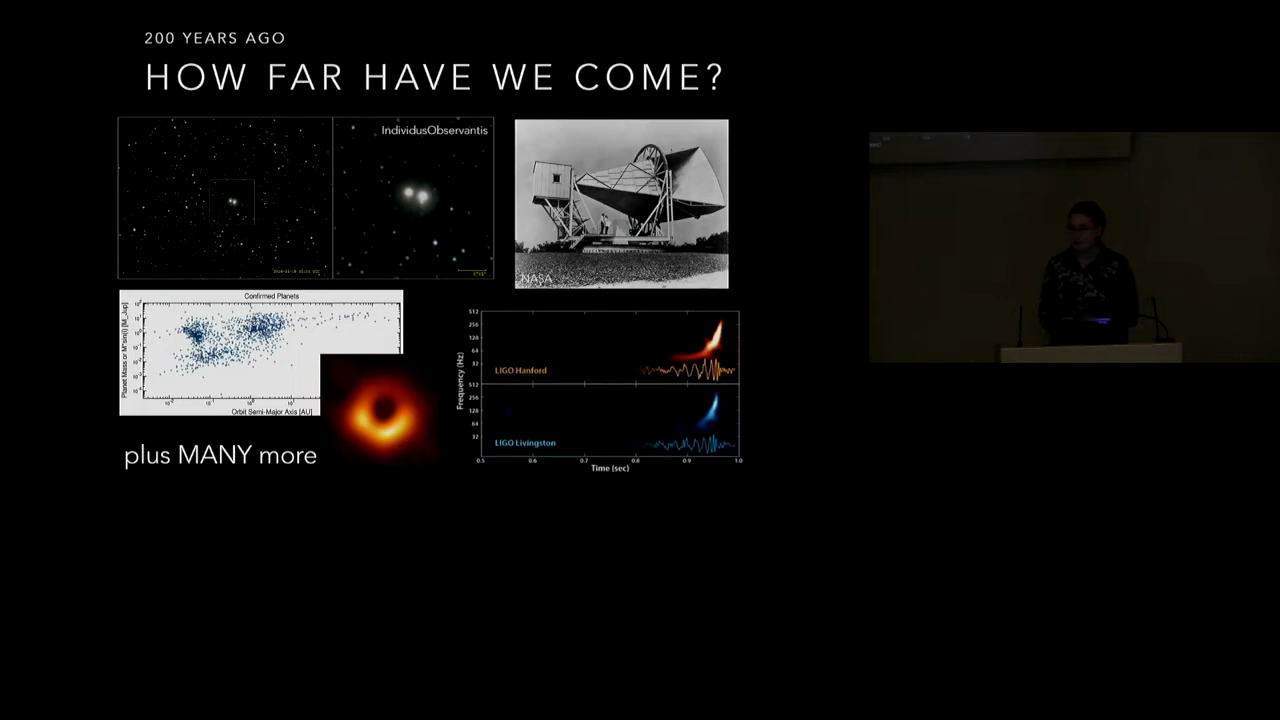 200 YEARS AGO
HOW FAR HAVE WE COME?
IndividusObservantis
NASA
Confirmed Planets
Planet Mass or M*sin(i) [M_Jup]
Orbit Semi-Major Axis [AU]
plus MANY more
Frequency (Hz)
512
256
128
64
32
LIGO Hanford
512
256
128
64
32
LIGO Livingston
0.5 0.6 0.7 0.8 0.9 1.0
Time (sec)